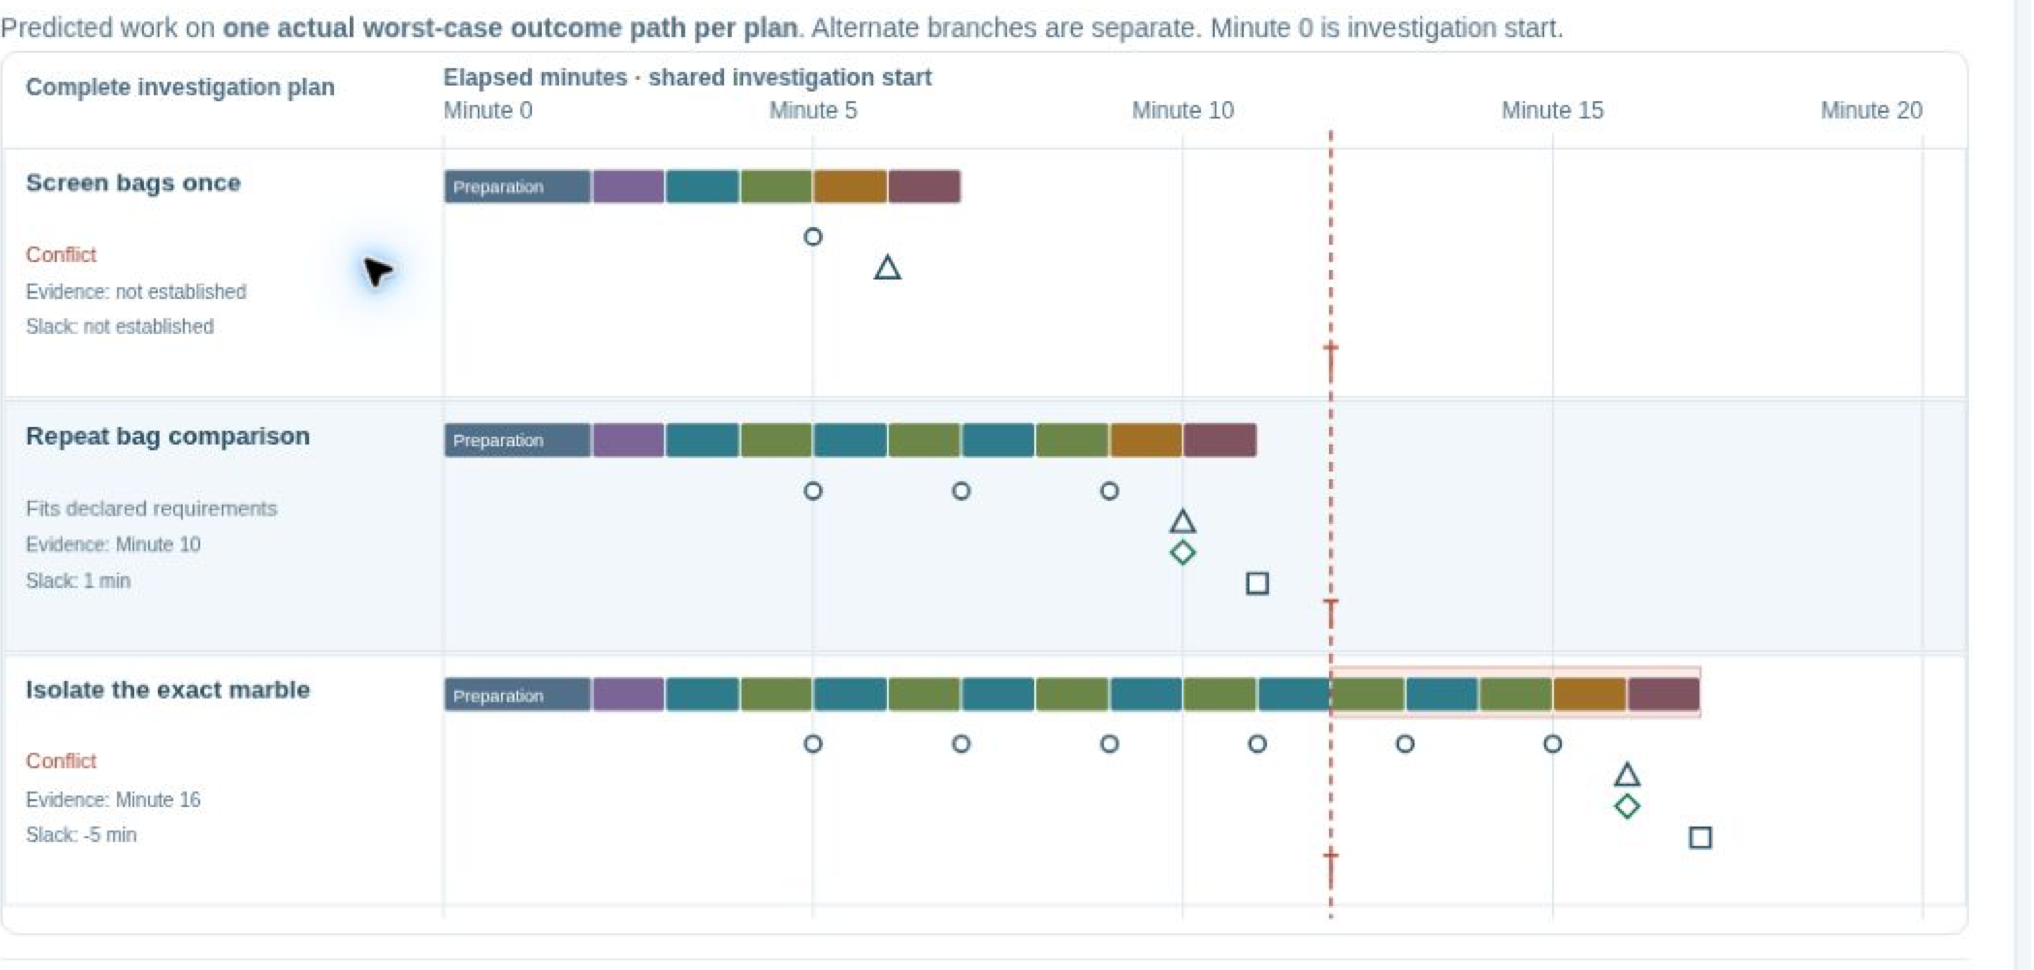 Predicted work on one actual worst-case outcome path per plan. Alternate branches are separate. Minute 0 is investigation start.
Complete investigation plan
Elapsed minutes · shared investigation start
Minute 0 Minute 5 Minute 10 Minute 15 Minute 20
Screen bags once
Preparation
Conflict
Evidence: not established
Slack: not established
Repeat bag comparison
Preparation
Fits declared requirements
Evidence: Minute 10
Slack: 1 min
Isolate the exact marble
Preparation
Conflict
Evidence: Minute 16
Slack: -5 min